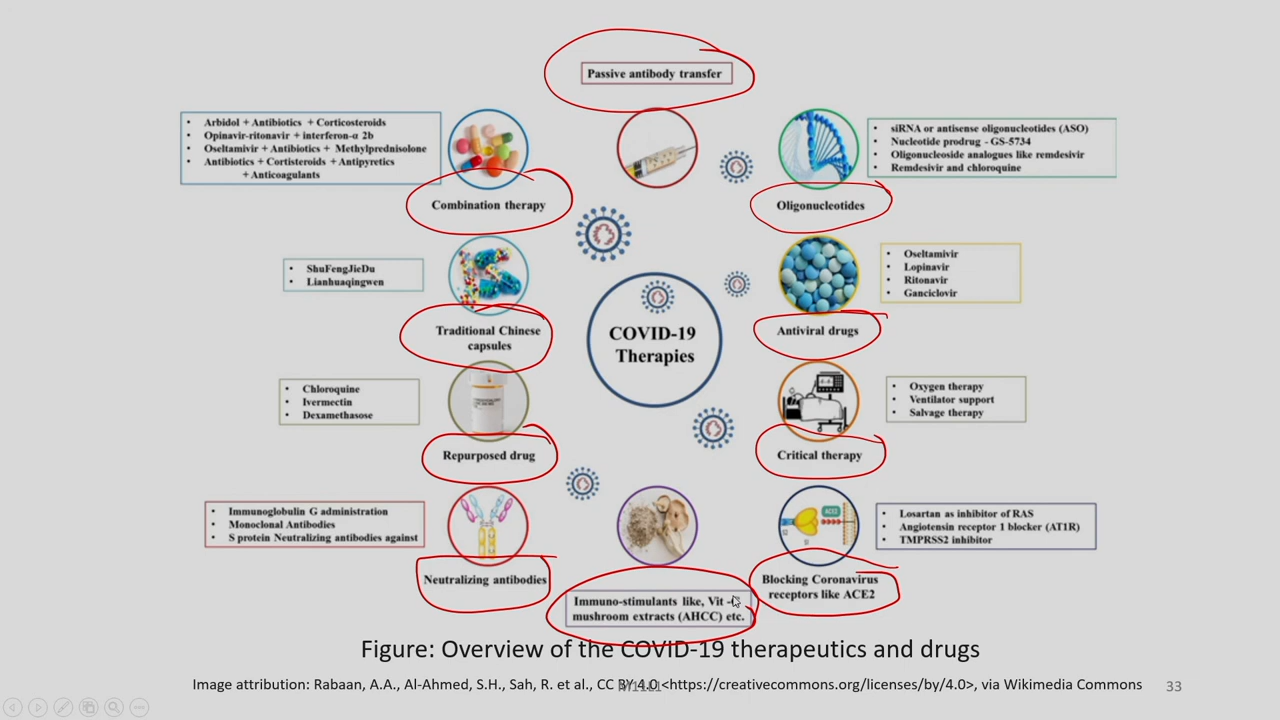 Passive antibody transfer
• Arbidol + Antibiotics + Corticosteroids
• Opinavir-ritonavir + interferon-α 2b
• Oseltamivir + Antibiotics + Methylprednisolone
• Antibiotics + Cortisteroids + Antipyretics
+ Anticoagulants
Combination therapy
• siRNA or antisense oligonucleotides (ASO)
• Nucleotide prodrug - GS-5734
• Oligonucleoside analogues like remdesivir
• Remdesivir and chloroquine
Oligonucleotides
• ShuFengJieDu
• Lianhuaqingwen
Traditional Chinese
capsules
COVID-19
Therapies
• Oseltamivir
• Lopinavir
• Ritonavir
• Ganciclovir
Antiviral drugs
• Chloroquine
• Ivermectin
• Dexamethasose
Repurposed drug
• Oxygen therapy
• Ventilator support
• Salvage therapy
Critical therapy
• Immunoglobulin G administration
• Monoclonal Antibodies
• S protein Neutralizing antibodies against
Neutralizing antibodies
Immuno-stimulants like, Vit -
mushroom extracts (AHCC) etc.
ACE2
• Losartan as inhibitor of RAS
• Angiotensin receptor 1 blocker (AT1R)
• TMPRSS2 inhibitor
Blocking Coronavirus
receptors like ACE2
Figure: Overview of the COVID-19 therapeutics and drugs
Image attribution: Rabaan, A.A., Al-Ahmed, S.H., Sah, R. et al., CC BY 4.0 <https://creativecommons.org/licenses/by/4.0>, via Wikimedia Commons
33